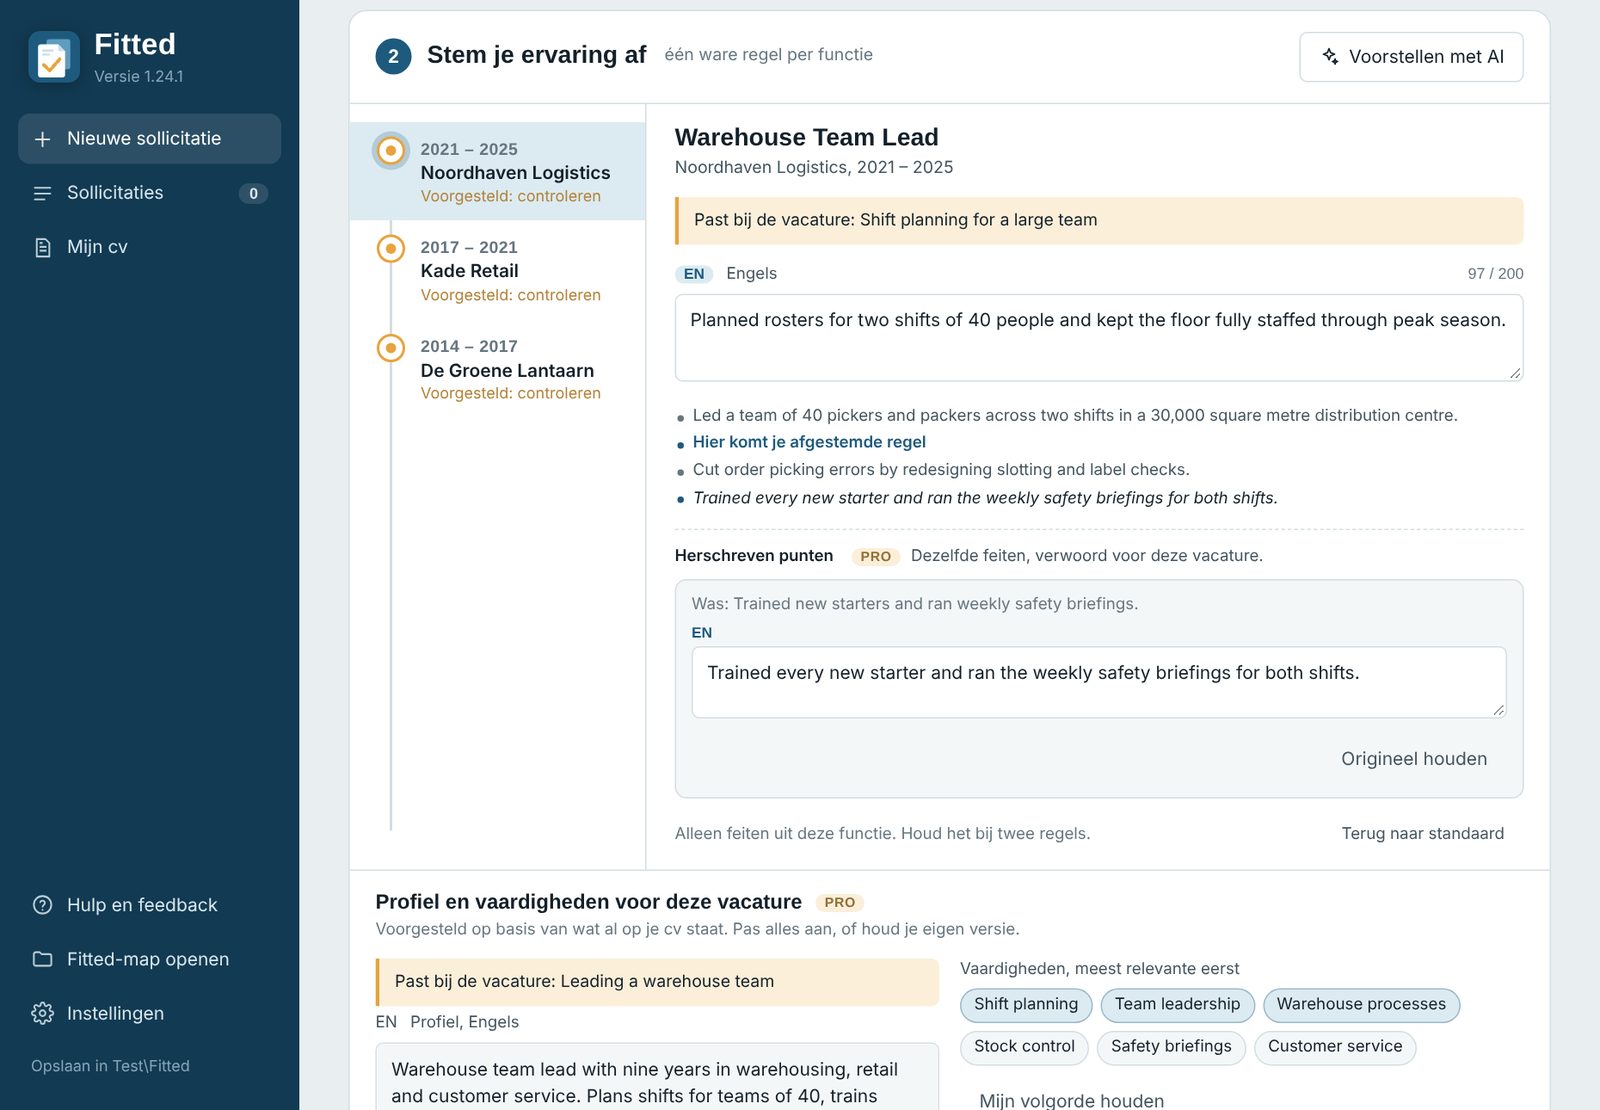 Fitted
Versie 1.24.1
Nieuwe sollicitatie
Sollicitaties 0
Mijn cv
Hulp en feedback
Fitted-map openen
Instellingen
Opslaan in Test\Fitted
2 Stem je ervaring af één ware regel per functie
Voorstellen met AI
2021 – 2025
Noordhaven Logistics
Voorgesteld: controleren
2017 – 2021
Kade Retail
Voorgesteld: controleren
2014 – 2017
De Groene Lantaarn
Voorgesteld: controleren
Warehouse Team Lead
Noordhaven Logistics, 2021 – 2025
Past bij de vacature: Shift planning for a large team
EN Engels 97 / 200
Planned rosters for two shifts of 40 people and kept the floor fully staffed through peak season.
Led a team of 40 pickers and packers across two shifts in a 30,000 square metre distribution centre.
Hier komt je afgestemde regel
Cut order picking errors by redesigning slotting and label checks.
Trained every new starter and ran the weekly safety briefings for both shifts.
Herschreven punten PRO Dezelfde feiten, verwoord voor deze vacature.
Was: Trained new starters and ran weekly safety briefings.
EN
Trained every new starter and ran the weekly safety briefings for both shifts.
Origineel houden
Alleen feiten uit deze functie. Houd het bij twee regels. Terug naar standaard
Profiel en vaardigheden voor deze vacature PRO
Voorgesteld op basis van wat al op je cv staat. Pas alles aan, of houd je eigen versie.
Past bij de vacature: Leading a warehouse team
EN Profiel, Engels
Warehouse team lead with nine years in warehousing, retail
and customer service. Plans shifts for teams of 40, trains
Vaardigheden, meest relevante eerst
Shift planning Team leadership Warehouse processes
Stock control Safety briefings Customer service
Mijn volgorde houden